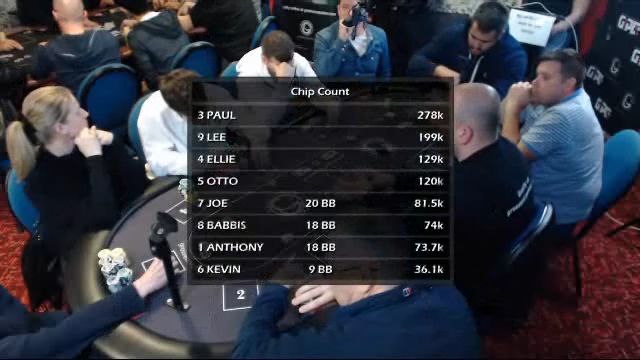 Chip Count
3 PAUL 278k
9 LEE 199k
4 ELLIE 129k
5 OTTO 120k
7 JOE 20 BB 81.5k
8 BABBIS 18 BB 74k
1 ANTHONY 18 BB 73.7k
6 KEVIN 9 BB 36.1k
2